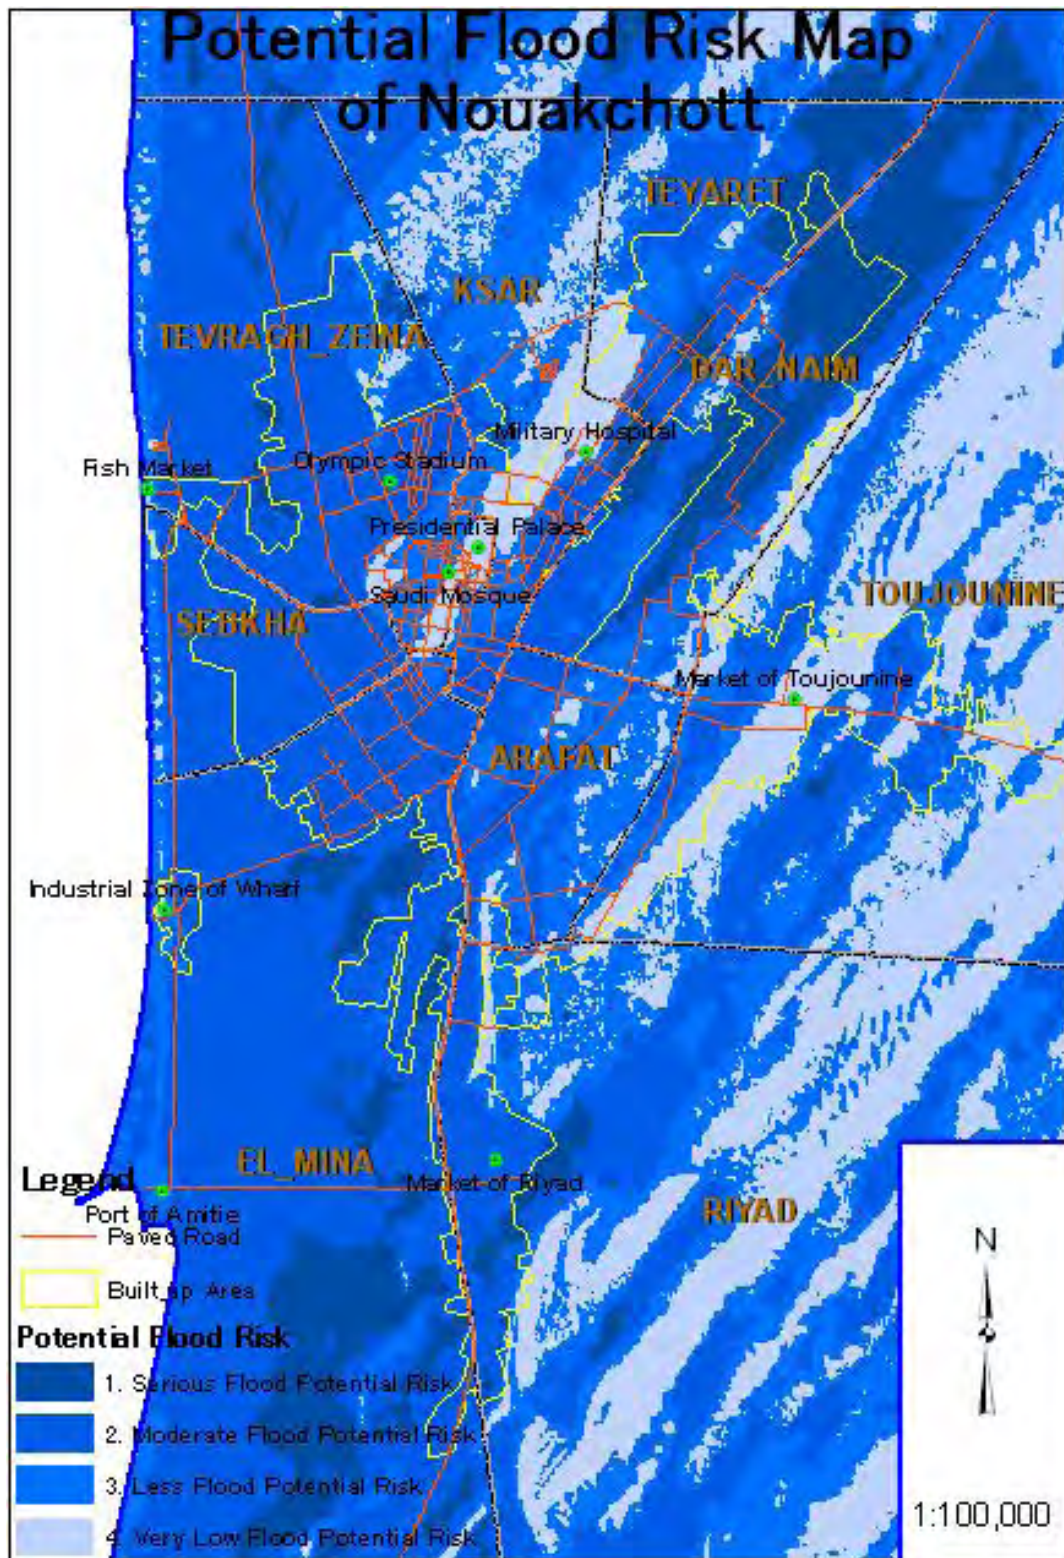 Potential Flood Risk Map
of Nouakchott
TEYARET
KSAR
TEVRAGH_ZEINA
DAR_NAIM
Military Hospital
Fish Market
Olympic Stadium
Presidential Palace
Saudi Mosque
TOUJOUNINE
SEBKHA
Market of Toujounine
ARAFAT
Industrial Zone of Wharf
EL_MINA
Market of Riyad
RIYAD
Legend
Port of Amitie
Paved Road
Built_up Area
Potential Flood Risk
1. Serious Flood Potential Risk
2. Moderate Flood Potential Risk
3. Less Flood Potential Risk
4. Very Low Flood Potential Risk
N
1:100,000